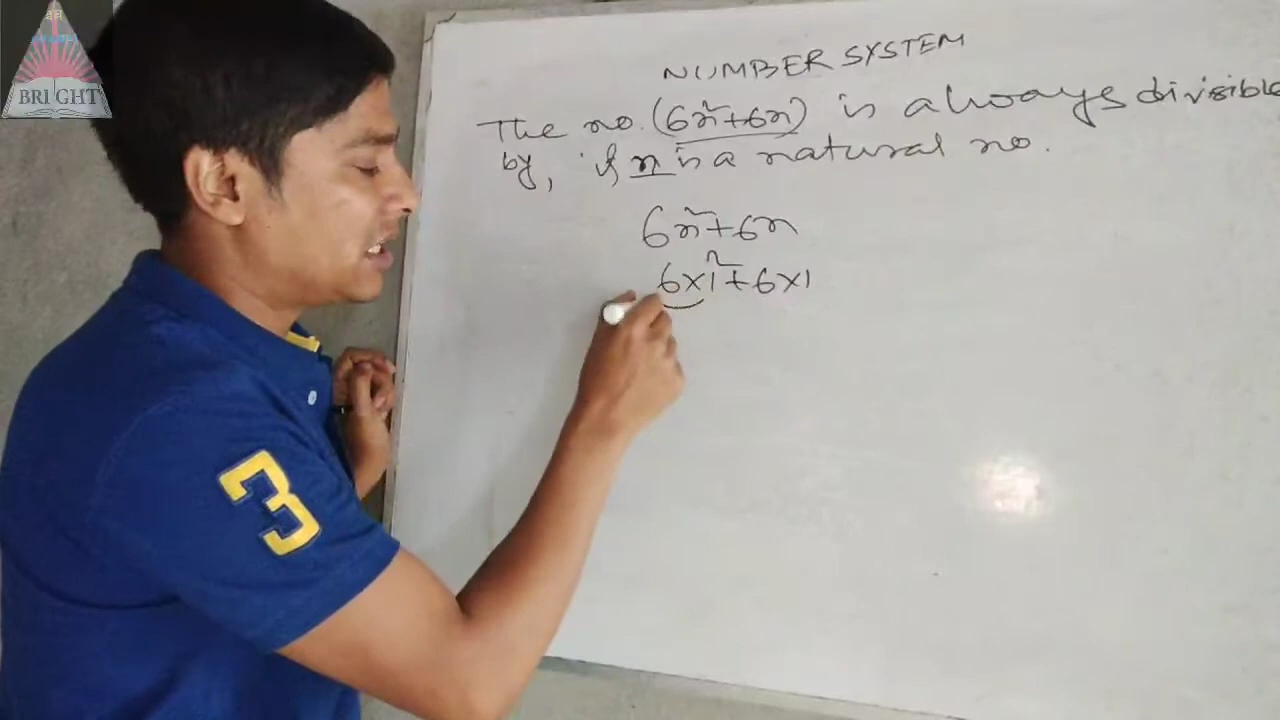 BRIGHT
NUMBER SYSTEM
The no. (6n²+6n) is always divisible
by, if n is a natural no.
6n²+6n
6×1²+6×1
3